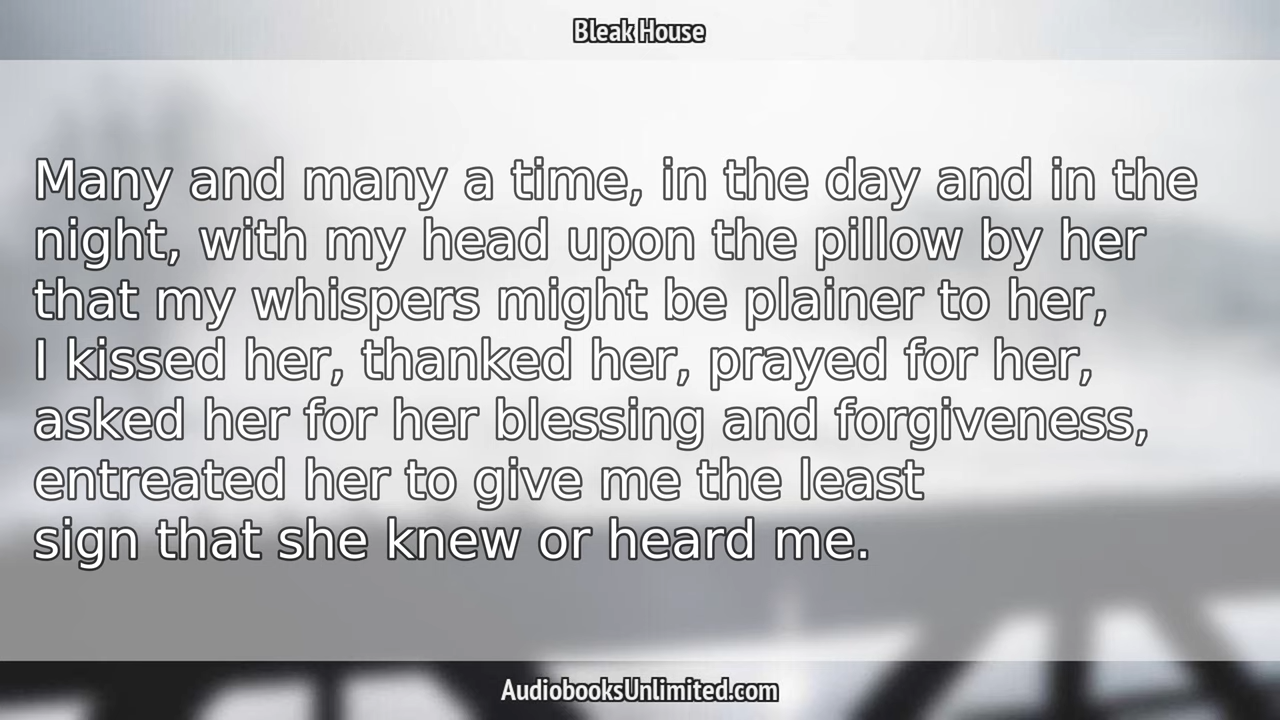 Bleak House
Many and many a time, in the day and in the
night, with my head upon the pillow by her
that my whispers might be plainer to her,
I kissed her, thanked her, prayed for her,
asked her for her blessing and forgiveness,
entreated her to give me the least
sign that she knew or heard me.
AudiobooksUnlimited.com